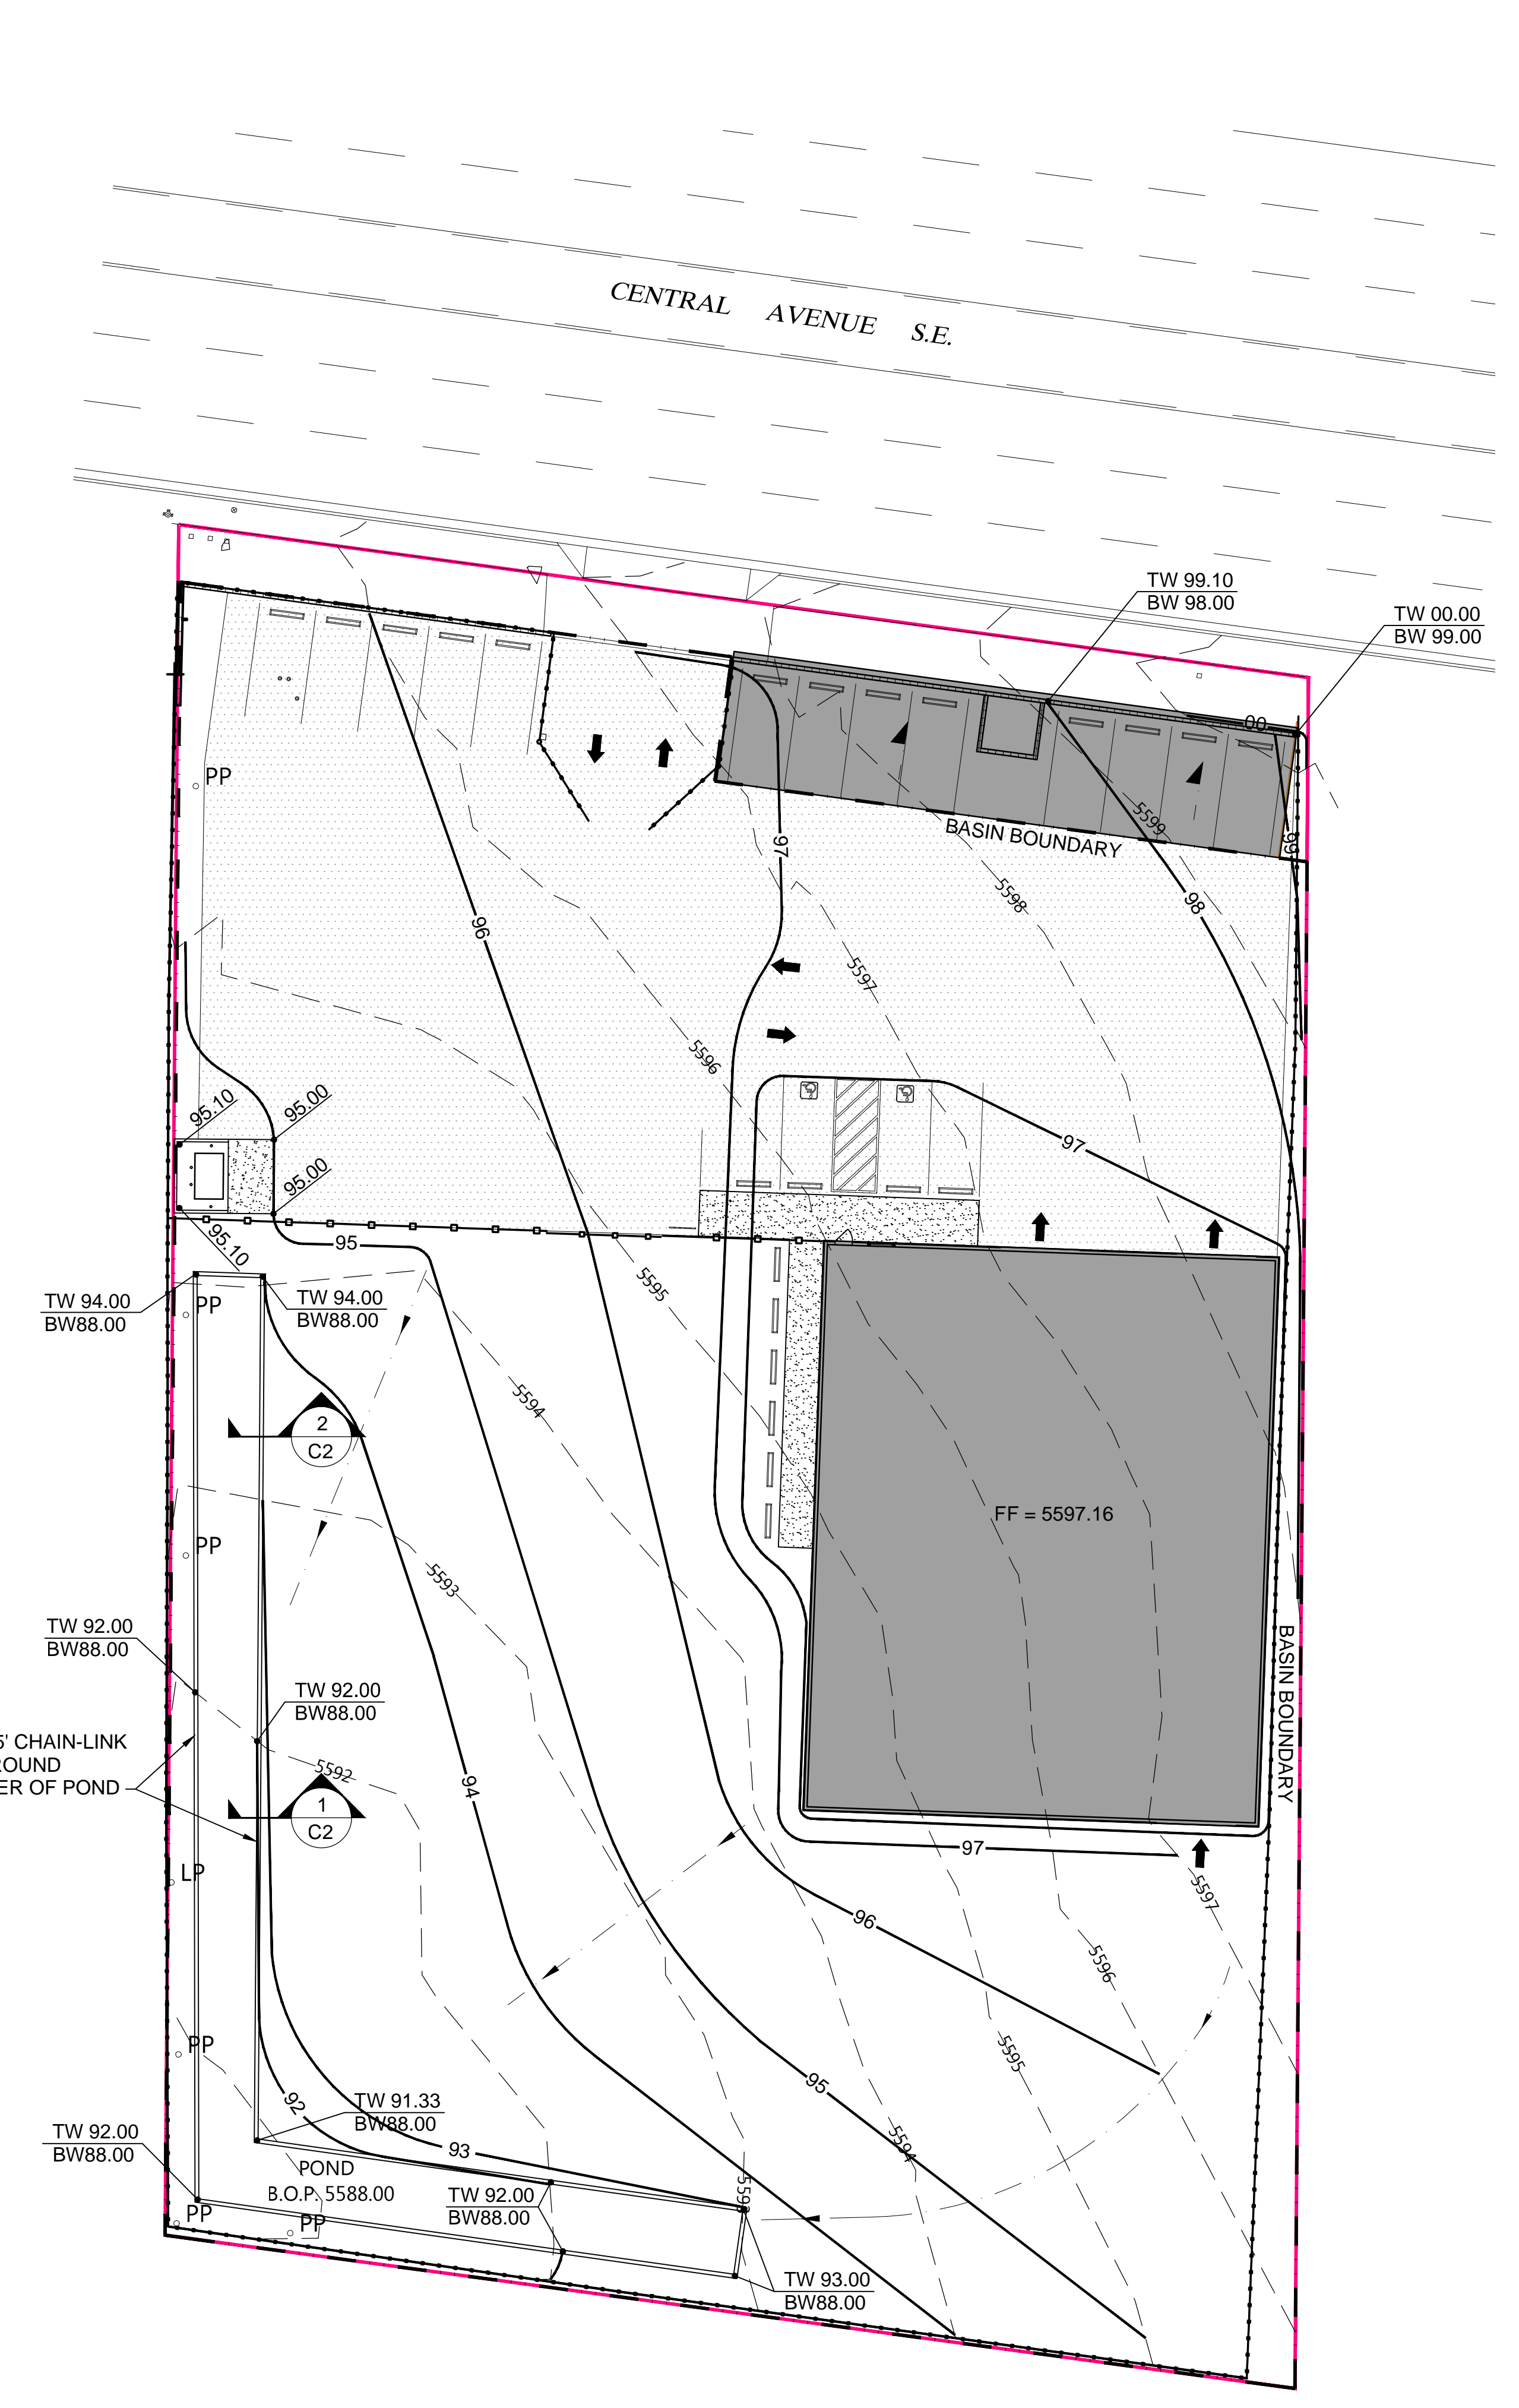 CENTRAL AVENUE S.E.
TW 99.10
BW 98.00
TW 00.00
BW 99.00
00
PP
97
BASIN BOUNDARY
5599
99
98
5598
96
5597
5596
97
95.10
95.00
95.00
95.10
95
TW 94.00
BW88.00
PP
TW 94.00
BW88.00
5595
5594
2
C2
FF = 5597.16
PP
5593
TW 92.00
BW88.00
BASIN BOUNDARY
TW 92.00
BW88.00
5' CHAIN-LINK
ROUND
ER OF POND
5592
94
1
C2
97
LP
5597
96
5596
PP
5595
95
92
TW 91.33
BW88.00
TW 92.00
BW88.00
93
5594
POND
B.O.P. 5588.00
TW 92.00
BW88.00
5593
PP
PP
TW 93.00
BW88.00